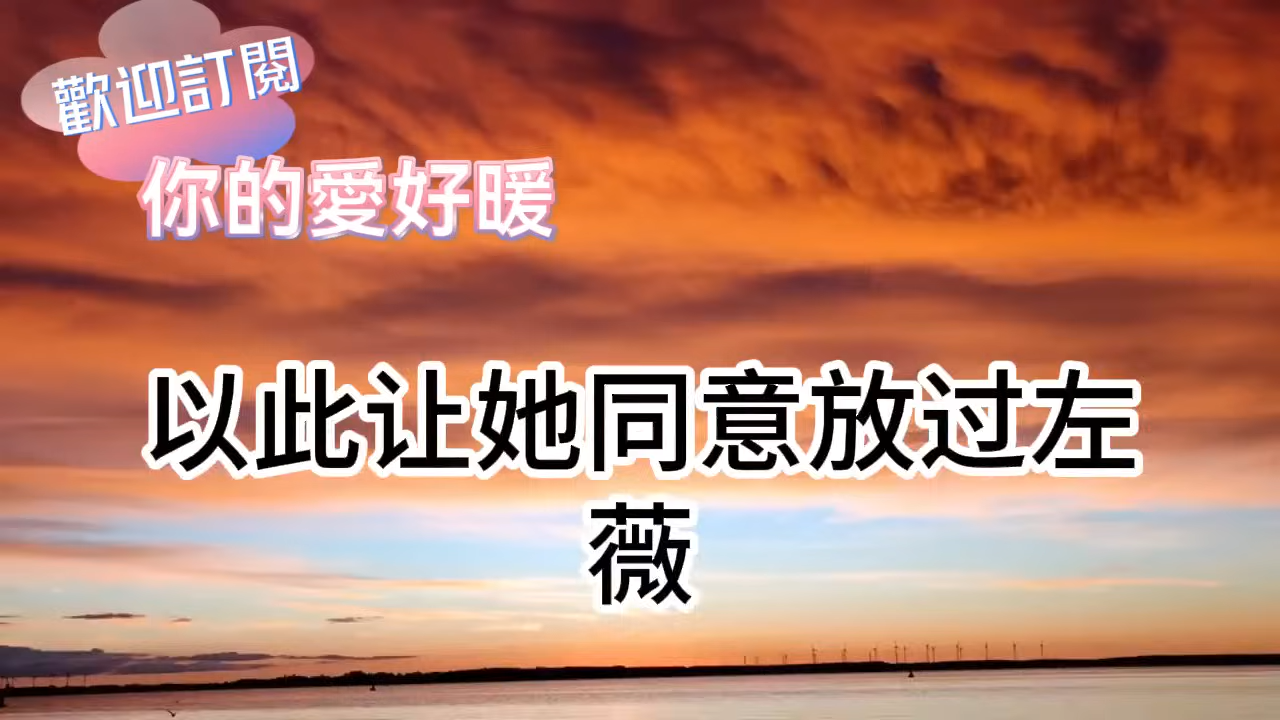 歡迎訂閱
你的愛好暖
以此让她同意放过左
薇